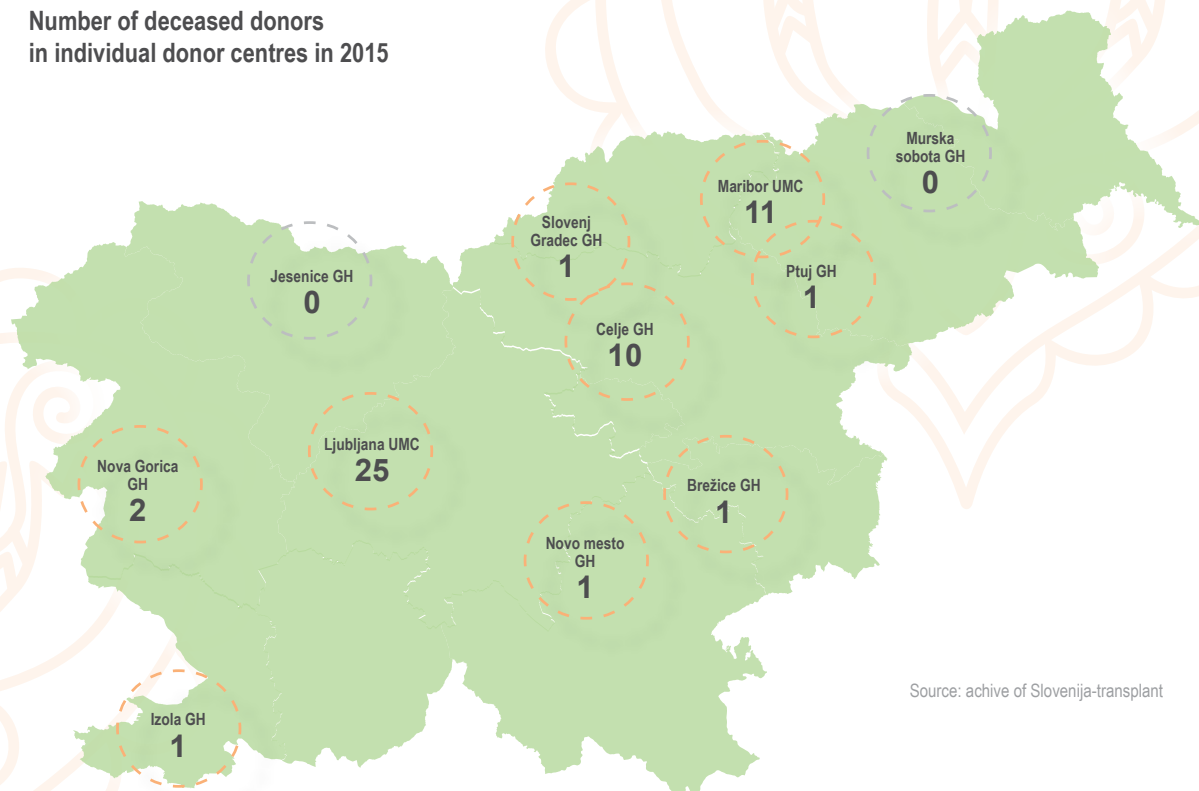 Number of deceased donors
in individual donor centres in 2015
Murska
sobota GH
0
Maribor UMC
11
Slovenj
Gradec GH
1
Ptuj GH
1
Jesenice GH
0
Celje GH
10
Ljubljana UMC
25
Nova Gorica
GH
2
Brežice GH
1
Novo mesto
GH
1
Izola GH
1
Source: achive of Slovenija-transplant